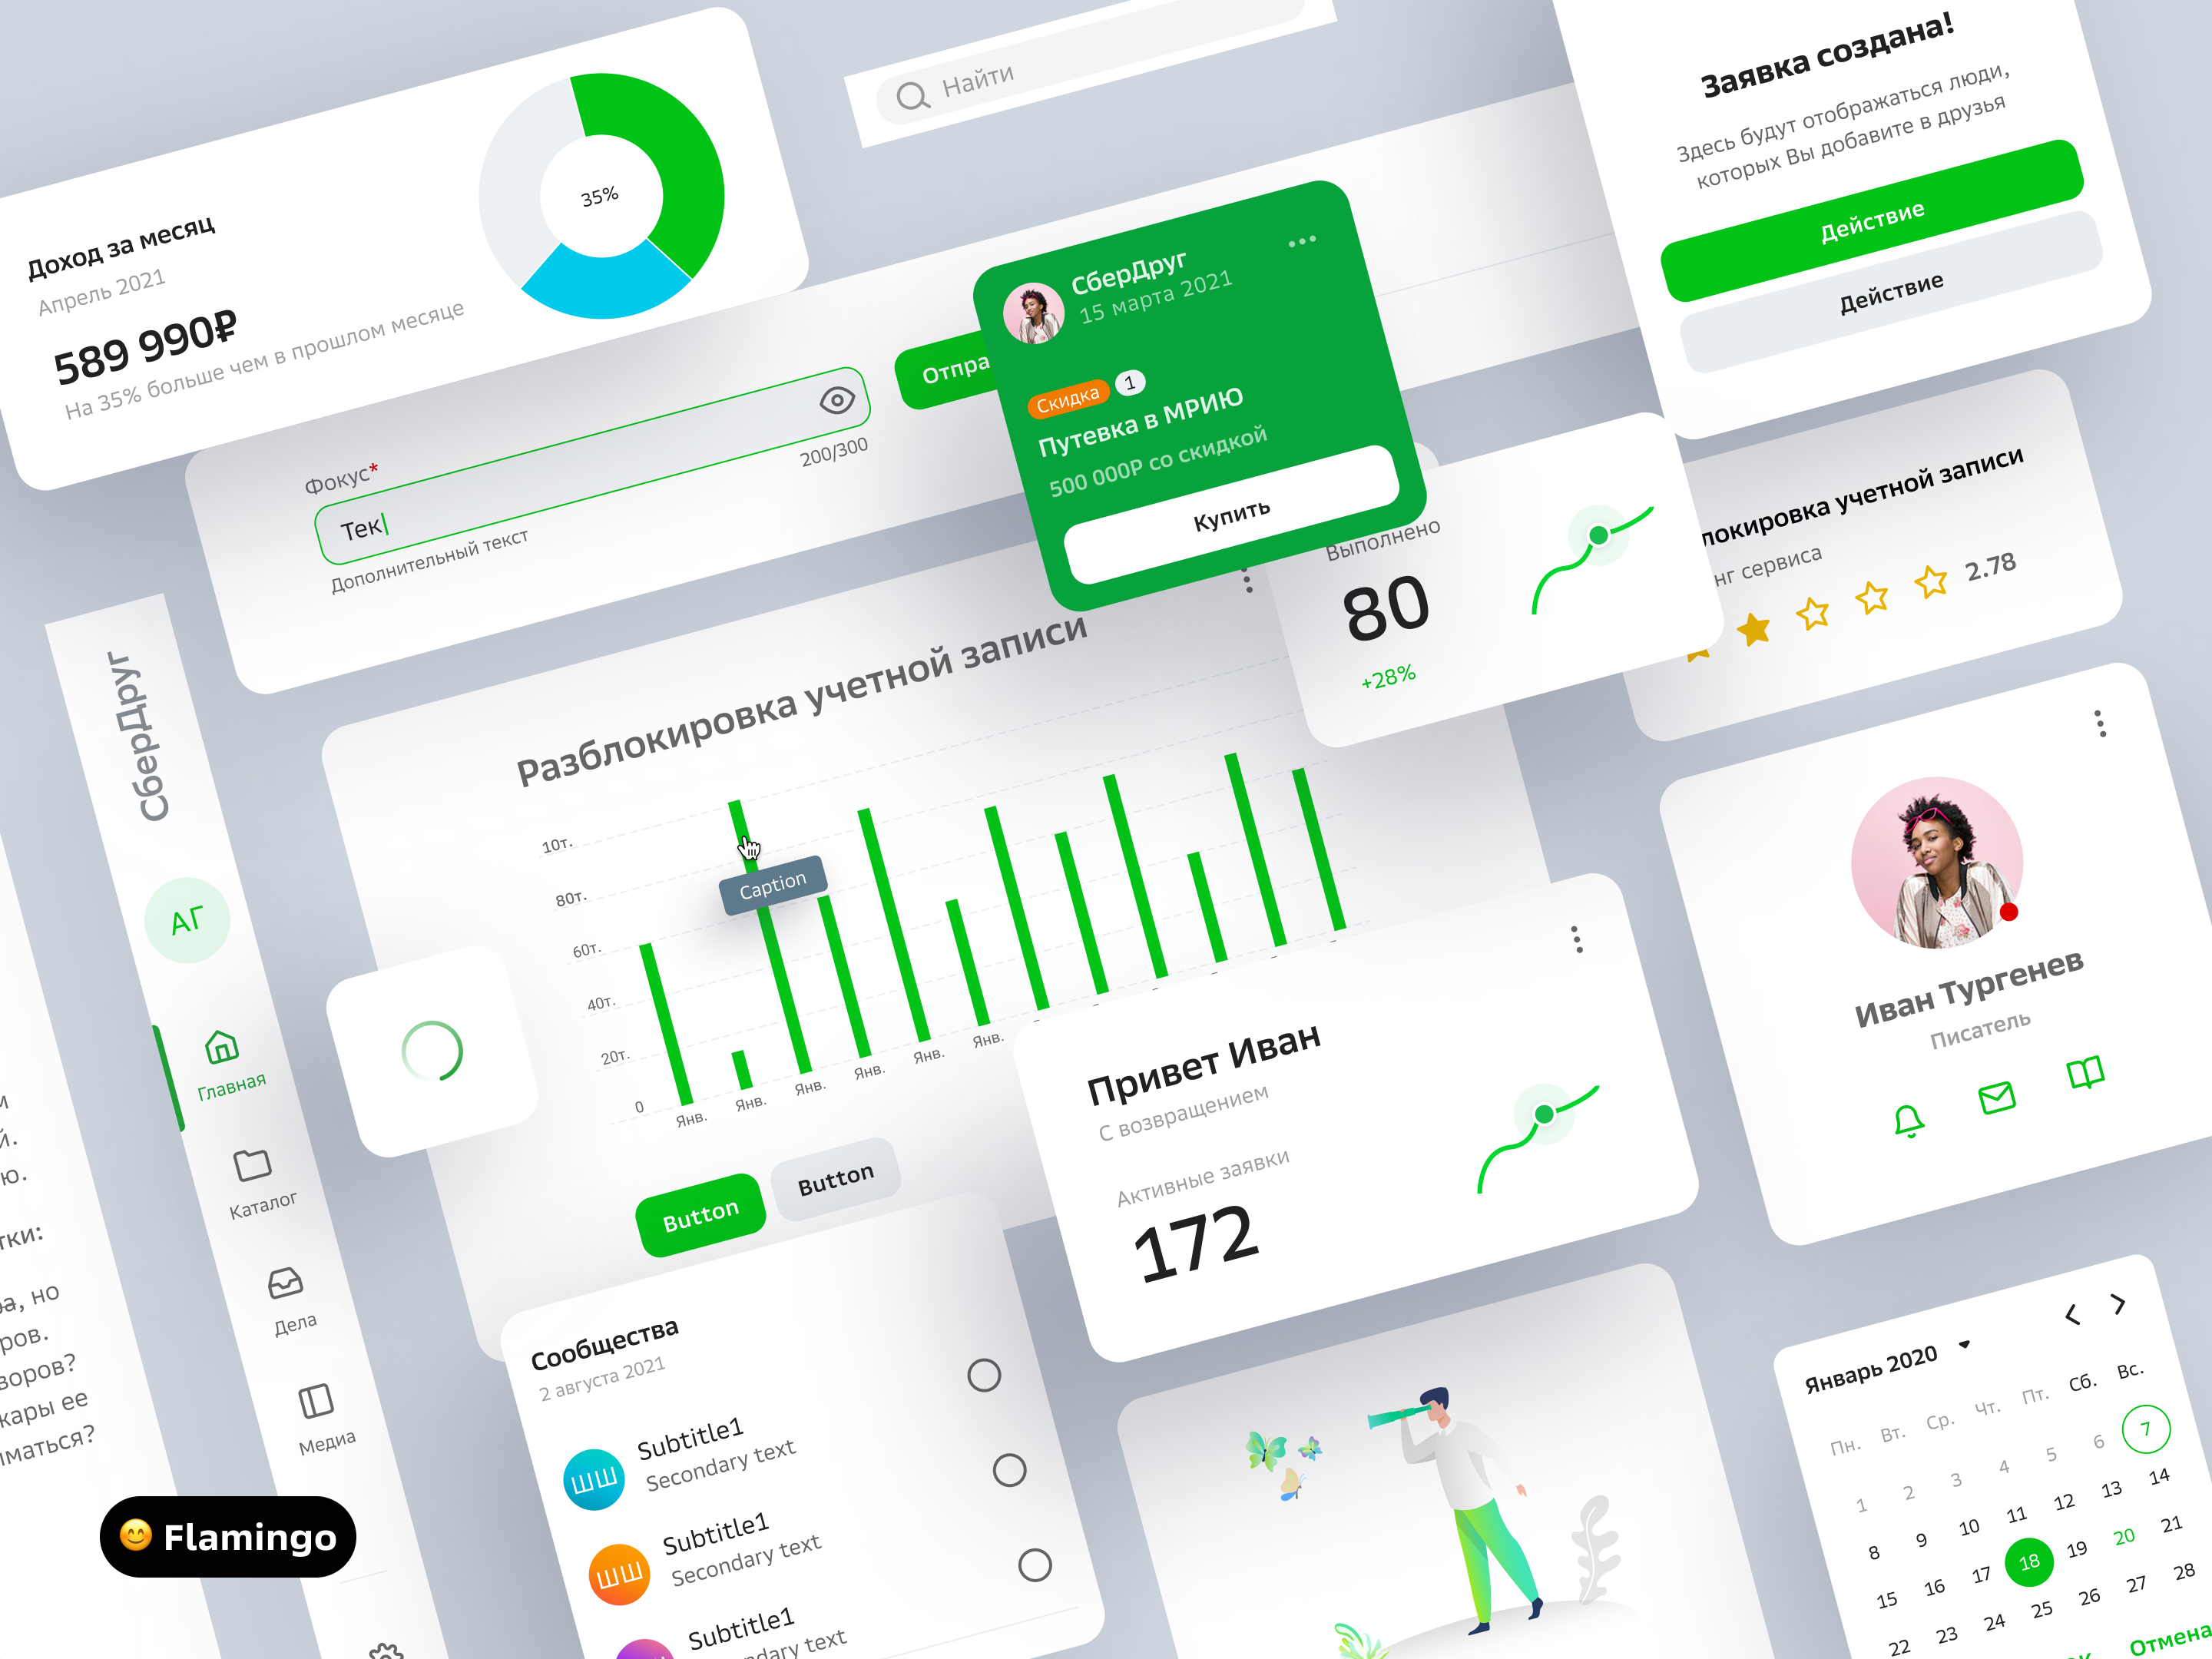 Доход за месяц
Апрель 2021
589 990₽
На 35% больше чем в прошлом месяце
35%
Найти
Заявка создана!
Здесь будут отображаться люди,
которых Вы добавите в друзья
Действие
Действие
Фокус*
Тек
Дополнительный текст
200/300
Отпра
СберДруг
15 марта 2021
Скидка 1
Путевка в МРИЮ
500 000Р со скидкой
Купить
Выполнено
80
+28%
локировка учетной записи
нг сервиса
2.78
СберДруг
АГ
Главная
Каталог
Дела
Медиа
Разблокировка учетной записи
10т.
80т.
60т.
40т.
20т.
0
Caption
Янв.
Янв.
Янв.
Янв.
Янв.
Янв.
Button
Button
Привет Иван
С возвращением
Активные заявки
172
Иван Тургенев
Писатель
Сообщества
2 августа 2021
ШШ
Subtitle1
Secondary text
ШШ
Subtitle1
Secondary text
Subtitle1
ndary text
Январь 2020
Пн. Вт. Ср. Чт. Пт. Сб. Вс.
1 2 3 4 5 6 7
8 9 10 11 12 13 14
15 16 17 18 19 20 21
22 23 24 25 26 27 28
Отмена
м
й.
ю.
тки:
ра, но
ров.
воров?
кары ее
иматься?
😊 Flamingo